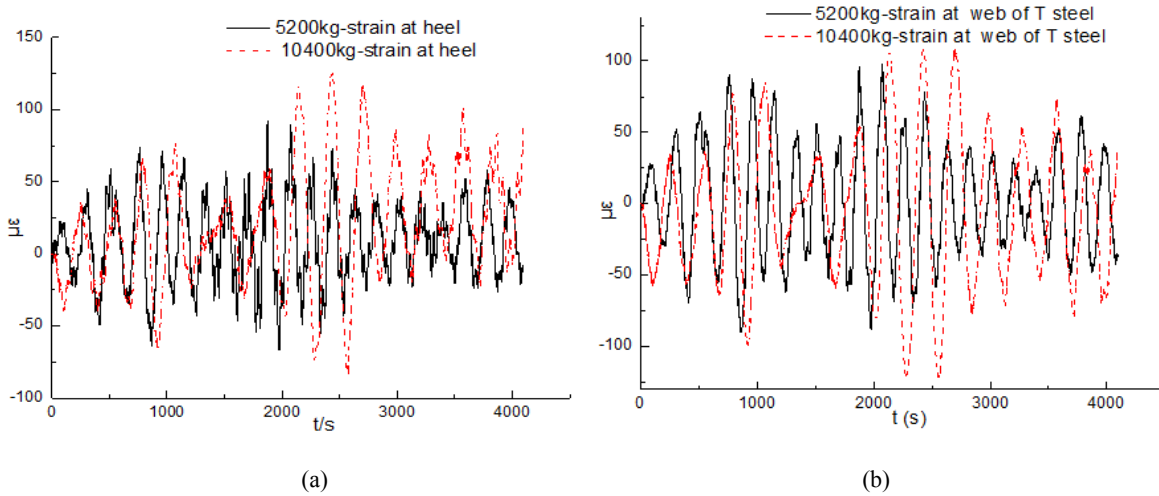 5200kg-strain at heel
10400kg-strain at heel
150
100
50
0
-50
-100
με
0 1000 2000 3000 4000
t/s
(a)
5200kg-strain at web of T steel
10400kg-strain at web of T steel
100
50
0
-50
-100
με
0 1000 2000 3000 4000
t (s)
(b)